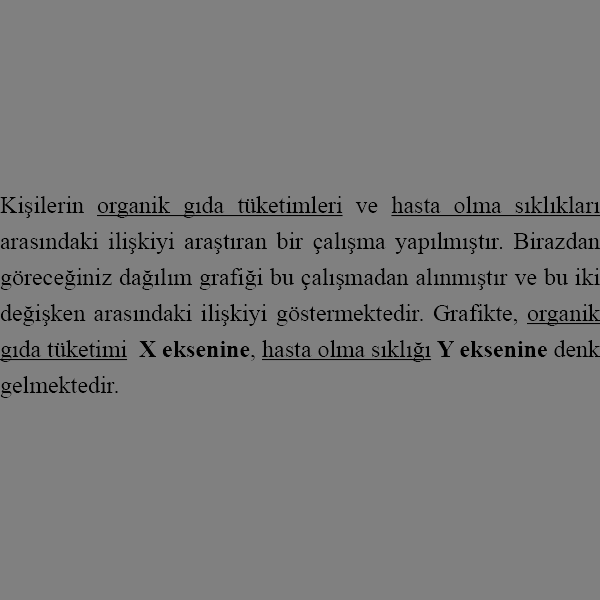 Kişilerin organik gıda tüketimleri ve hasta olma sıklıkları
arasındaki ilişkiyi araştıran bir çalışma yapılmıştır. Birazdan
göreceğiniz dağılım grafiği bu çalışmadan alınmıştır ve bu iki
değişken arasındaki ilişkiyi göstermektedir. Grafikte, organik
gıda tüketimi X eksenine, hasta olma sıklığı Y eksenine denk
gelmektedir.